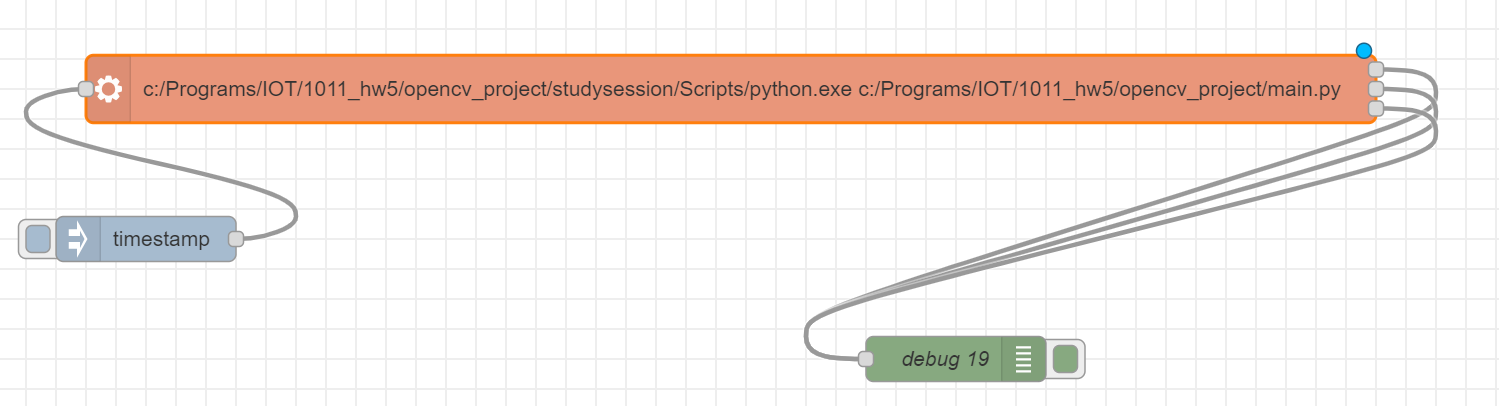 c:/Programs/IOT/1011_hw5/opencv_project/studysession/Scripts/python.exe c:/Programs/IOT/1011_hw5/opencv_project/main.py
timestamp
debug 19